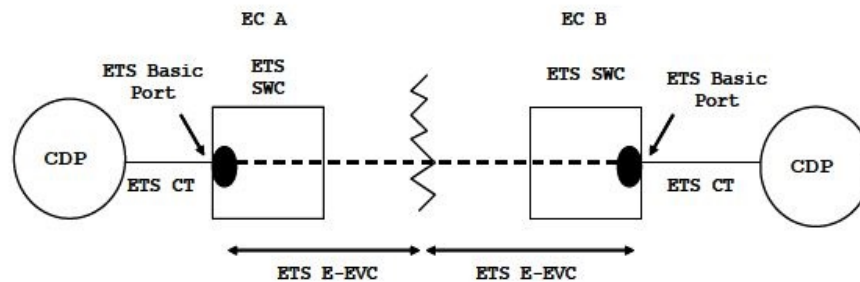 EC A
EC B
ETS Basic
Port
ETS
SWC
ETS SWC
ETS Basic
Port
CDP
ETS CT
ETS CT
CDP
ETS E-EVC
ETS E-EVC